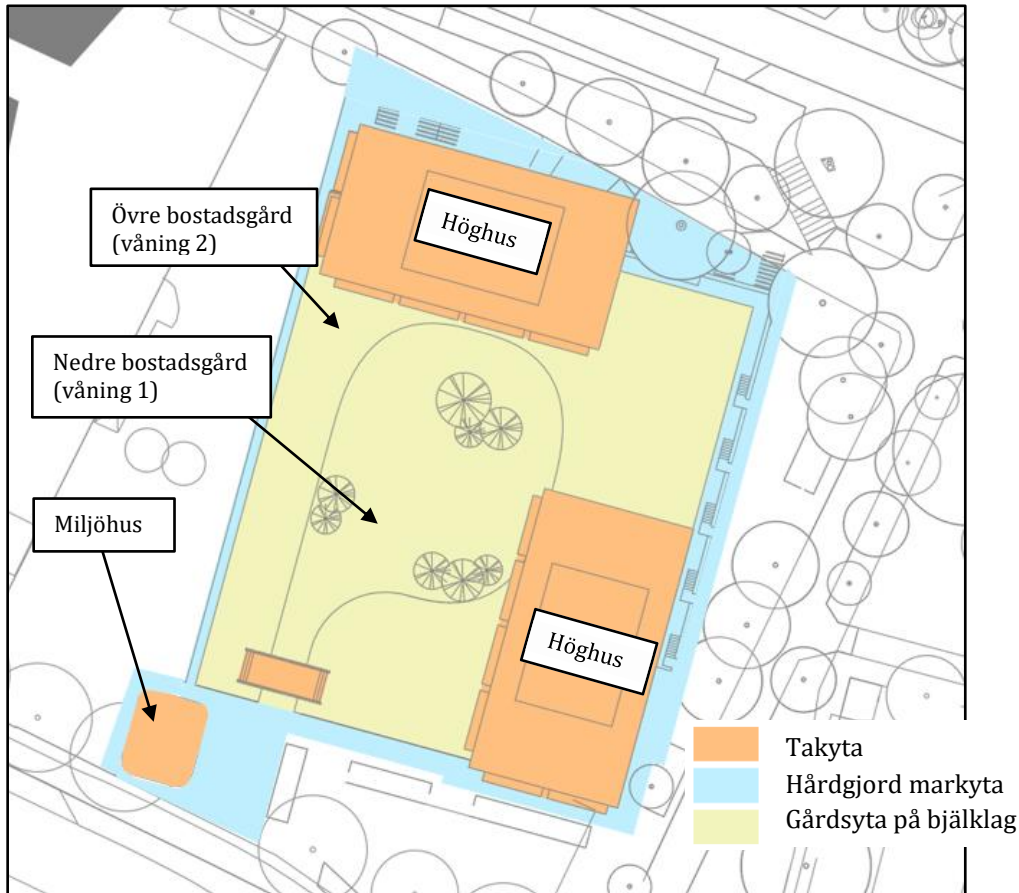 Övre bostadsgård
(våning 2)
Höghus
Nedre bostadsgård
(våning 1)
Miljöhus
Höghus
Takyta
Hårdgjord markyta
Gårdsyta på bjälklag